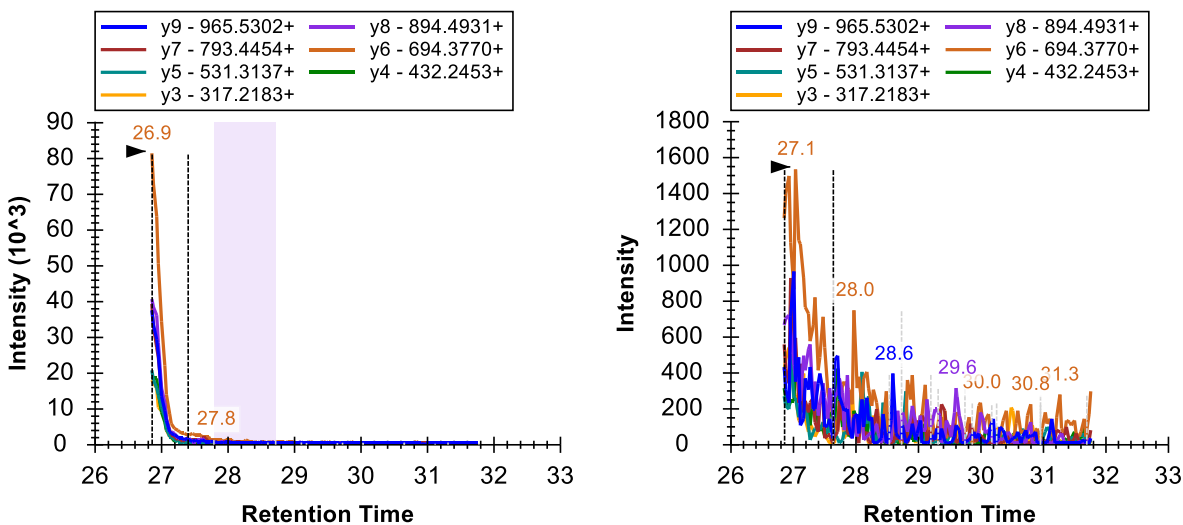 y9 - 965.5302+ y8 - 894.4931+
y7 - 793.4454+ y6 - 694.3770+
y5 - 531.3137+ y4 - 432.2453+
y3 - 317.2183+
90
80
70
60
50
40
30
20
10
0
Intensity (10^3)
26.9
27.8
26 27 28 29 30 31 32 33
Retention Time
y9 - 965.5302+ y8 - 894.4931+
y7 - 793.4454+ y6 - 694.3770+
y5 - 531.3137+ y4 - 432.2453+
y3 - 317.2183+
1800
1600
1400
1200
1000
800
600
400
200
0
Intensity
27.1
28.0
28.6
29.6
30.0
30.8
31.3
26 27 28 29 30 31 32 33
Retention Time